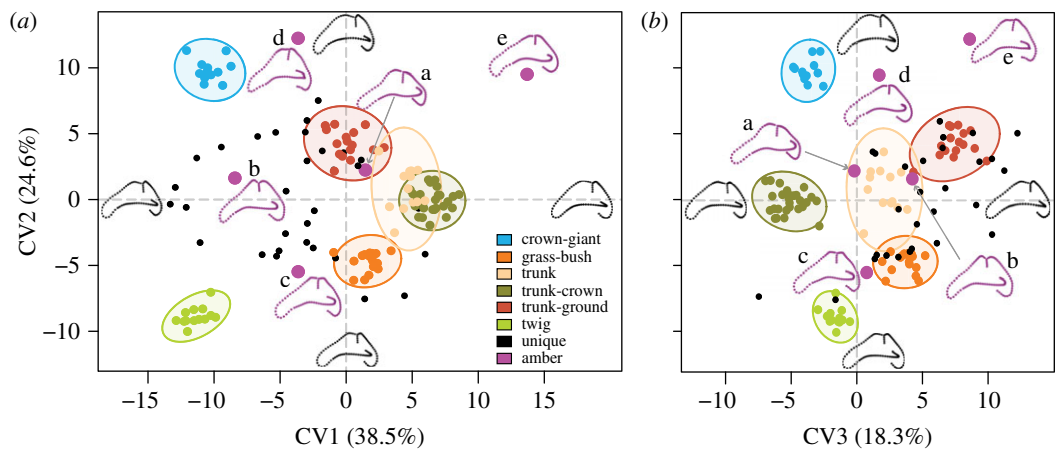 (a)
d
e
a
b
c
10
5
0
−5
−10
CV2 (24.6%)
−15
−10
−5
0
5
10
15
CV1 (38.5%)
crown-giant
grass-bush
trunk
trunk-crown
trunk-ground
twig
unique
amber
(b)
e
d
a
c
b
−10
−5
0
5
10
CV3 (18.3%)